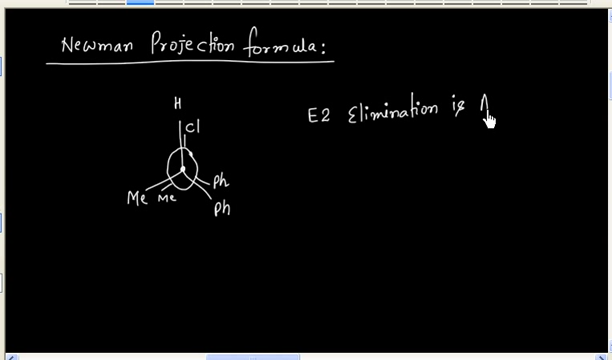 Newman Projection formula:
H
Cl
E2 Elimination is A
Me Me Ph
Ph